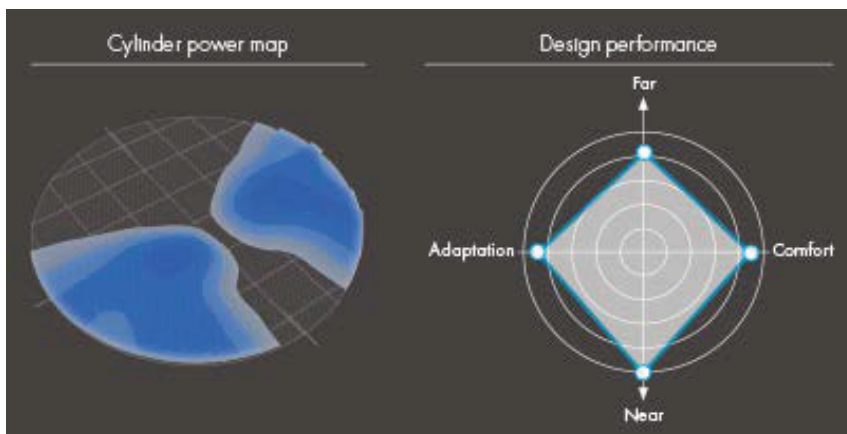 Cylinder power map
Design performance
Far
Adaptation
Comfort
Near